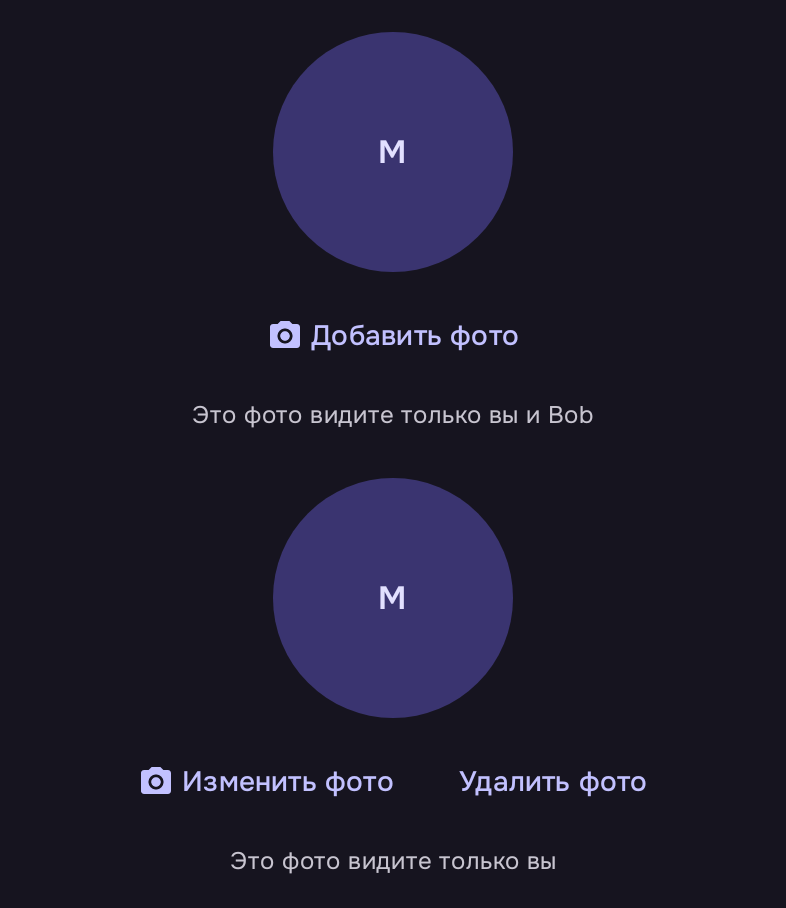 M
Добавить фото
Это фото видите только вы и Bob
M
Изменить фото Удалить фото
Это фото видите только вы